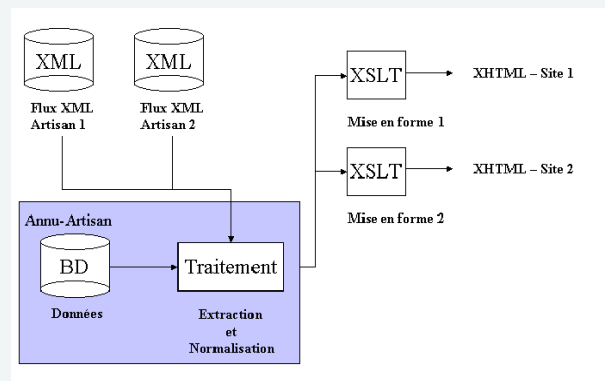 XML
XML
Flux XML
Artisan 1
Flux XML
Artisan 2
XSLT
XHTML – Site 1
Mise en forme 1
XSLT
XHTML – Site 2
Mise en forme 2
Annu-Artisan
BD
Traitement
Données
Extraction
et
Normalisation